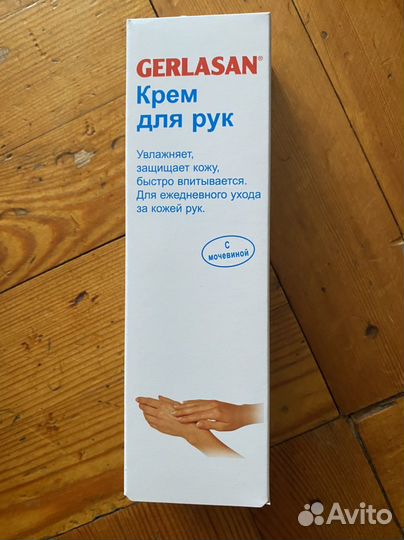 GERLASAN®
Крем
для рук
Увлажняет,
защищает кожу,
быстро впитывается.
Для ежедневного ухода
за кожей рук.
С
мочевиной
Avito